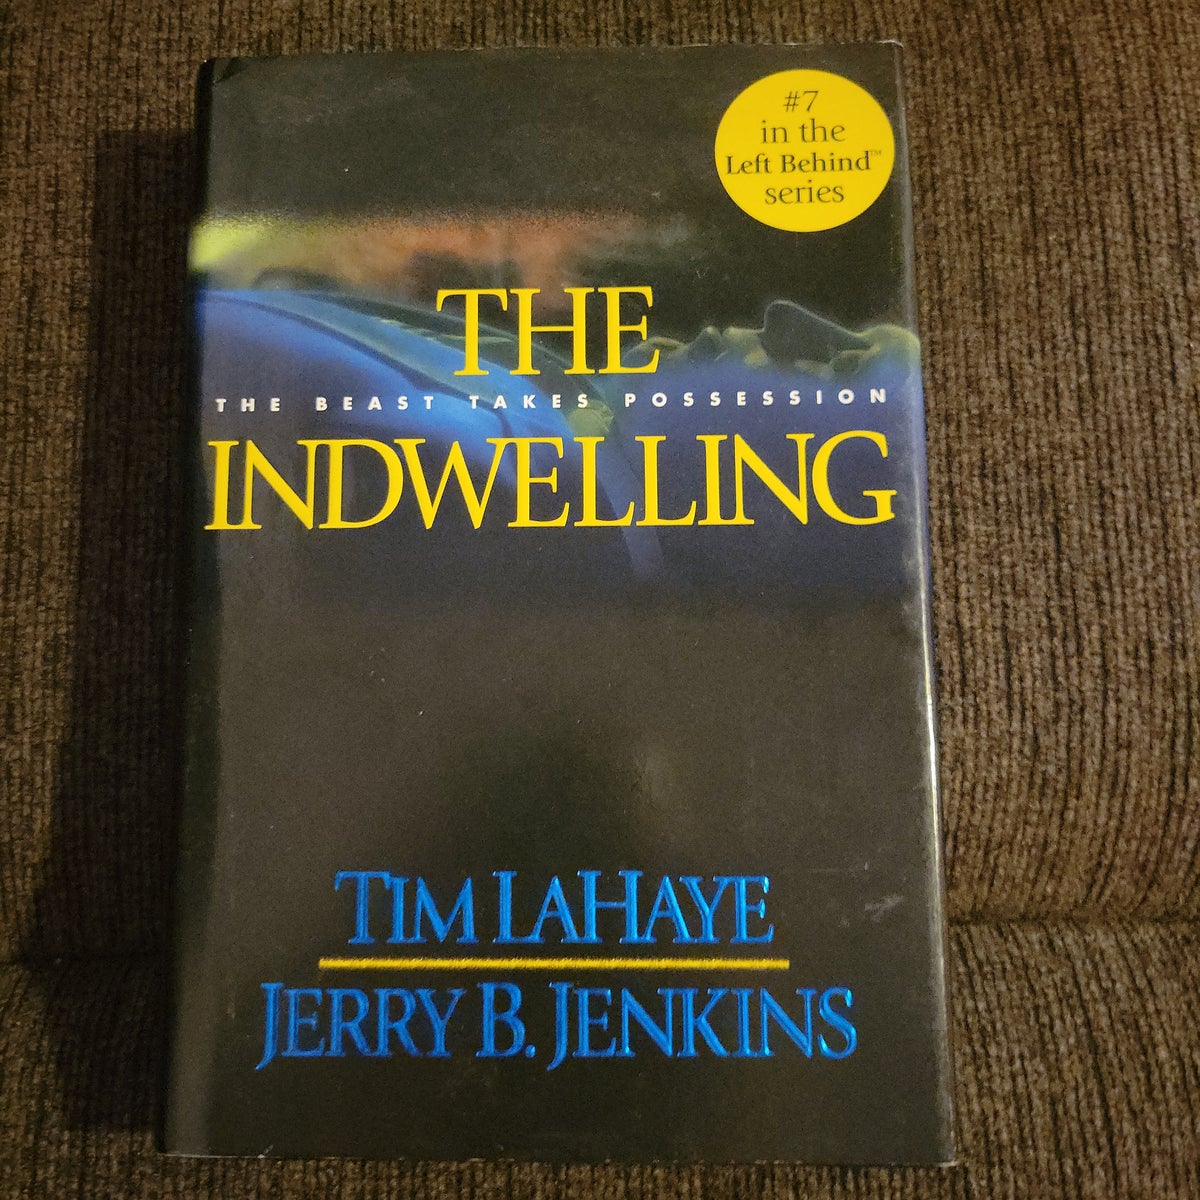 #7
in the
Left Behind™
series
THE
THE BEAST TAKES POSSESSION
INDWELLING
TIM LAHAYE
JERRY B. JENKINS